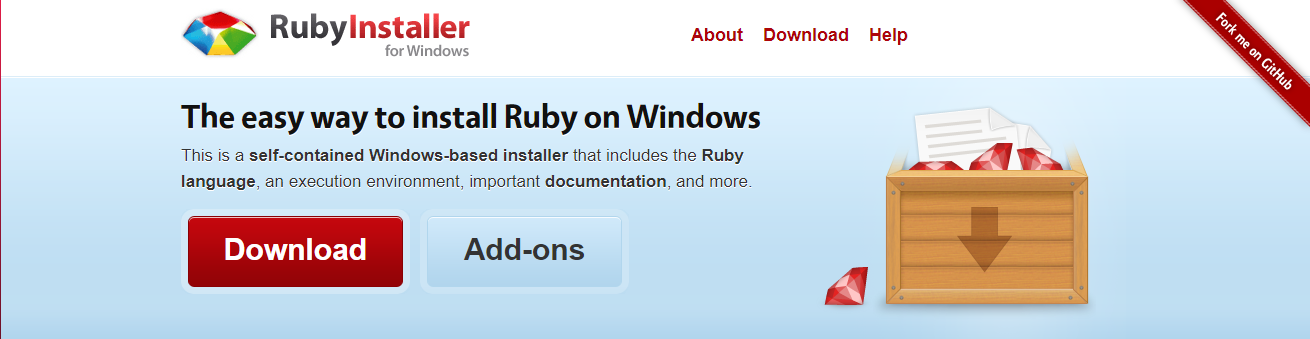 RubyInstaller
for Windows
About Download Help
Fork me on GitHub
The easy way to install Ruby on Windows
This is a self-contained Windows-based installer that includes the Ruby
language, an execution environment, important documentation, and more.
Download Add-ons